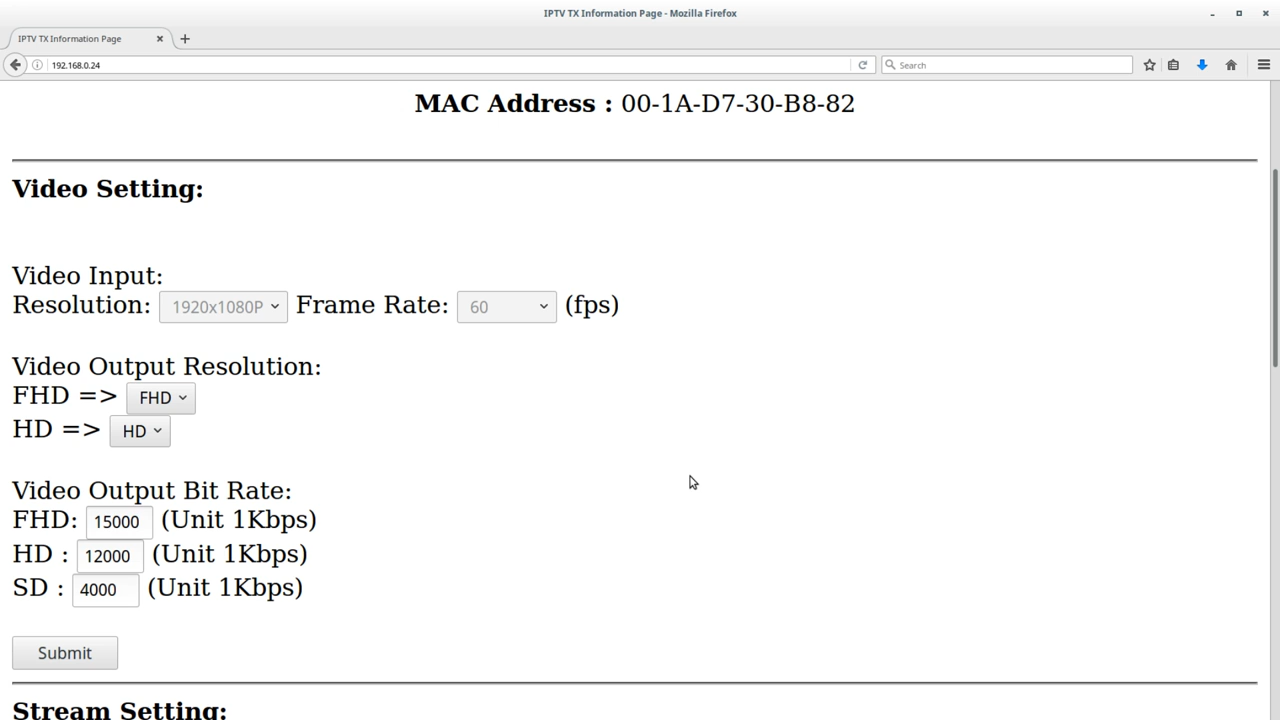 IPTV TX Information Page - Mozilla Firefox
IPTV TX Information Page
192.168.0.24
Search
MAC Address : 00-1A-D7-30-B8-82
Video Setting:
Video Input:
Resolution: 1920x1080P Frame Rate: 60 (fps)
Video Output Resolution:
FHD => FHD
HD => HD
Video Output Bit Rate:
FHD: 15000 (Unit 1Kbps)
HD : 12000 (Unit 1Kbps)
SD : 4000 (Unit 1Kbps)
Submit
Stream Setting: